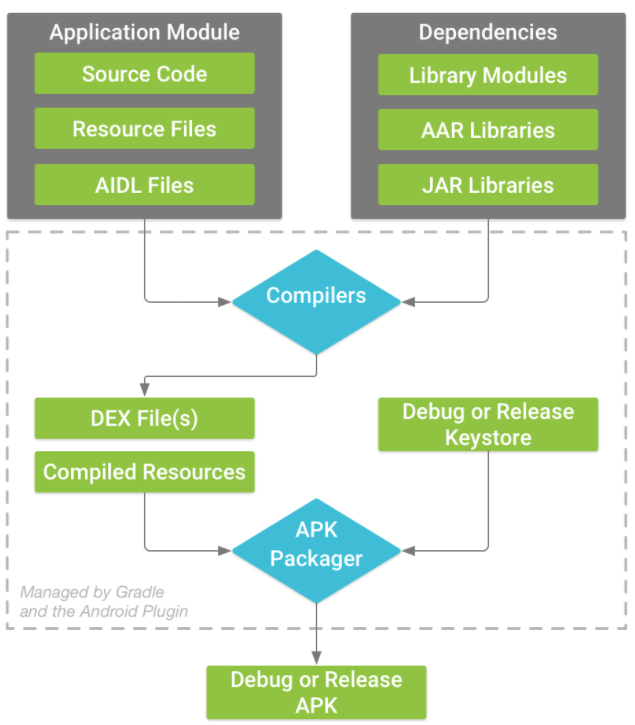 Application Module
Source Code
Resource Files
AIDL Files
Dependencies
Library Modules
AAR Libraries
JAR Libraries
Compilers
DEX File(s)
Compiled Resources
Debug or Release
Keystore
APK
Packager
Managed by Gradle
and the Android Plugin
Debug or Release
APK